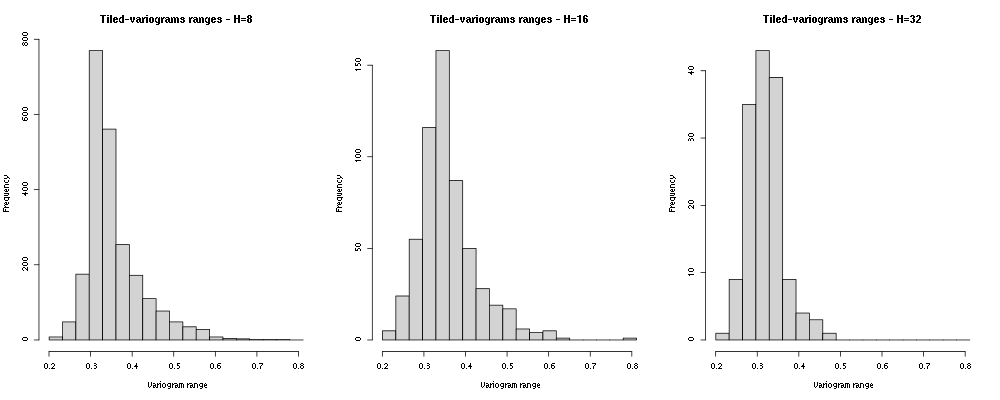 Tiled-variograms ranges - H=8
Frequency
800
600
400
200
0
0.2 0.3 0.4 0.5 0.6 0.7 0.8
Variogram range
Tiled-variograms ranges - H=16
Frequency
150
100
50
0
0.2 0.3 0.4 0.5 0.6 0.7 0.8
Variogram range
Tiled-variograms ranges - H=32
Frequency
40
30
20
10
0
0.2 0.3 0.4 0.5 0.6 0.7 0.8
Variogram range